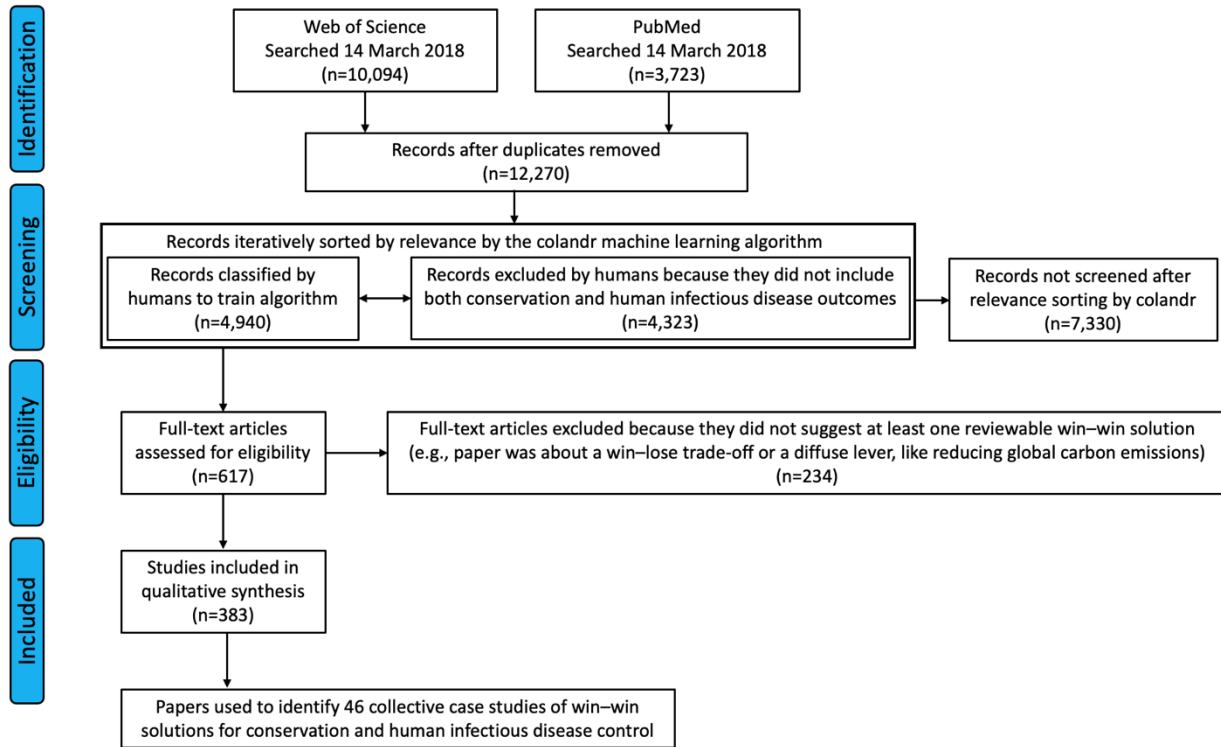 Identification
Web of Science
Searched 14 March 2018
(n=10,094)
PubMed
Searched 14 March 2018
(n=3,723)
Records after duplicates removed
(n=12,270)
Screening
Records iteratively sorted by relevance by the colandr machine learning algorithm
Records classified by
humans to train algorithm
(n=4,940)
Records excluded by humans because they did not include
both conservation and human infectious disease outcomes
(n=4,323)
Records not screened after
relevance sorting by colandr
(n=7,330)
Eligibility
Full-text articles
assessed for eligibility
(n=617)
Full-text articles excluded because they did not suggest at least one reviewable win–win solution
(e.g., paper was about a win–lose trade-off or a diffuse lever, like reducing global carbon emissions)
(n=234)
Included
Studies included in
qualitative synthesis
(n=383)
Papers used to identify 46 collective case studies of win–win
solutions for conservation and human infectious disease control